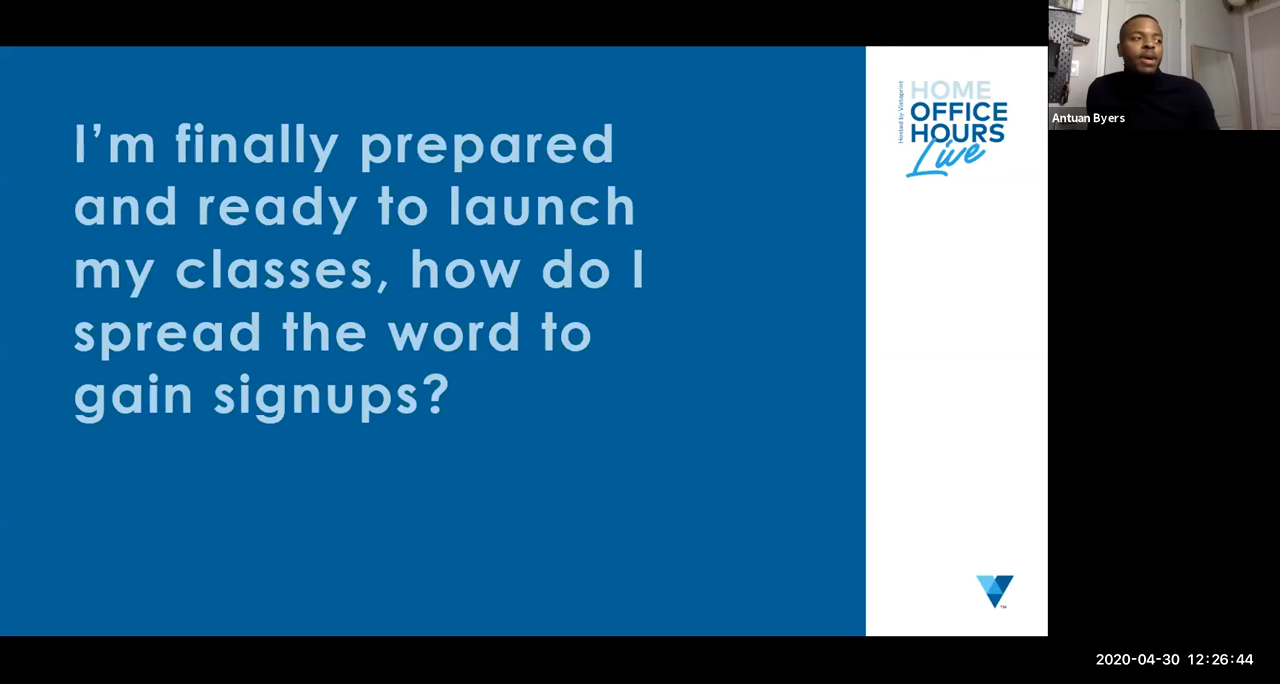 I’m finally prepared
and ready to launch
my classes, how do I
spread the word to
gain signups?
Hosted by Vistaprint
HOME
OFFICE
HOURS
Live
TM
Antuan Byers
2020-04-30 12:26:44